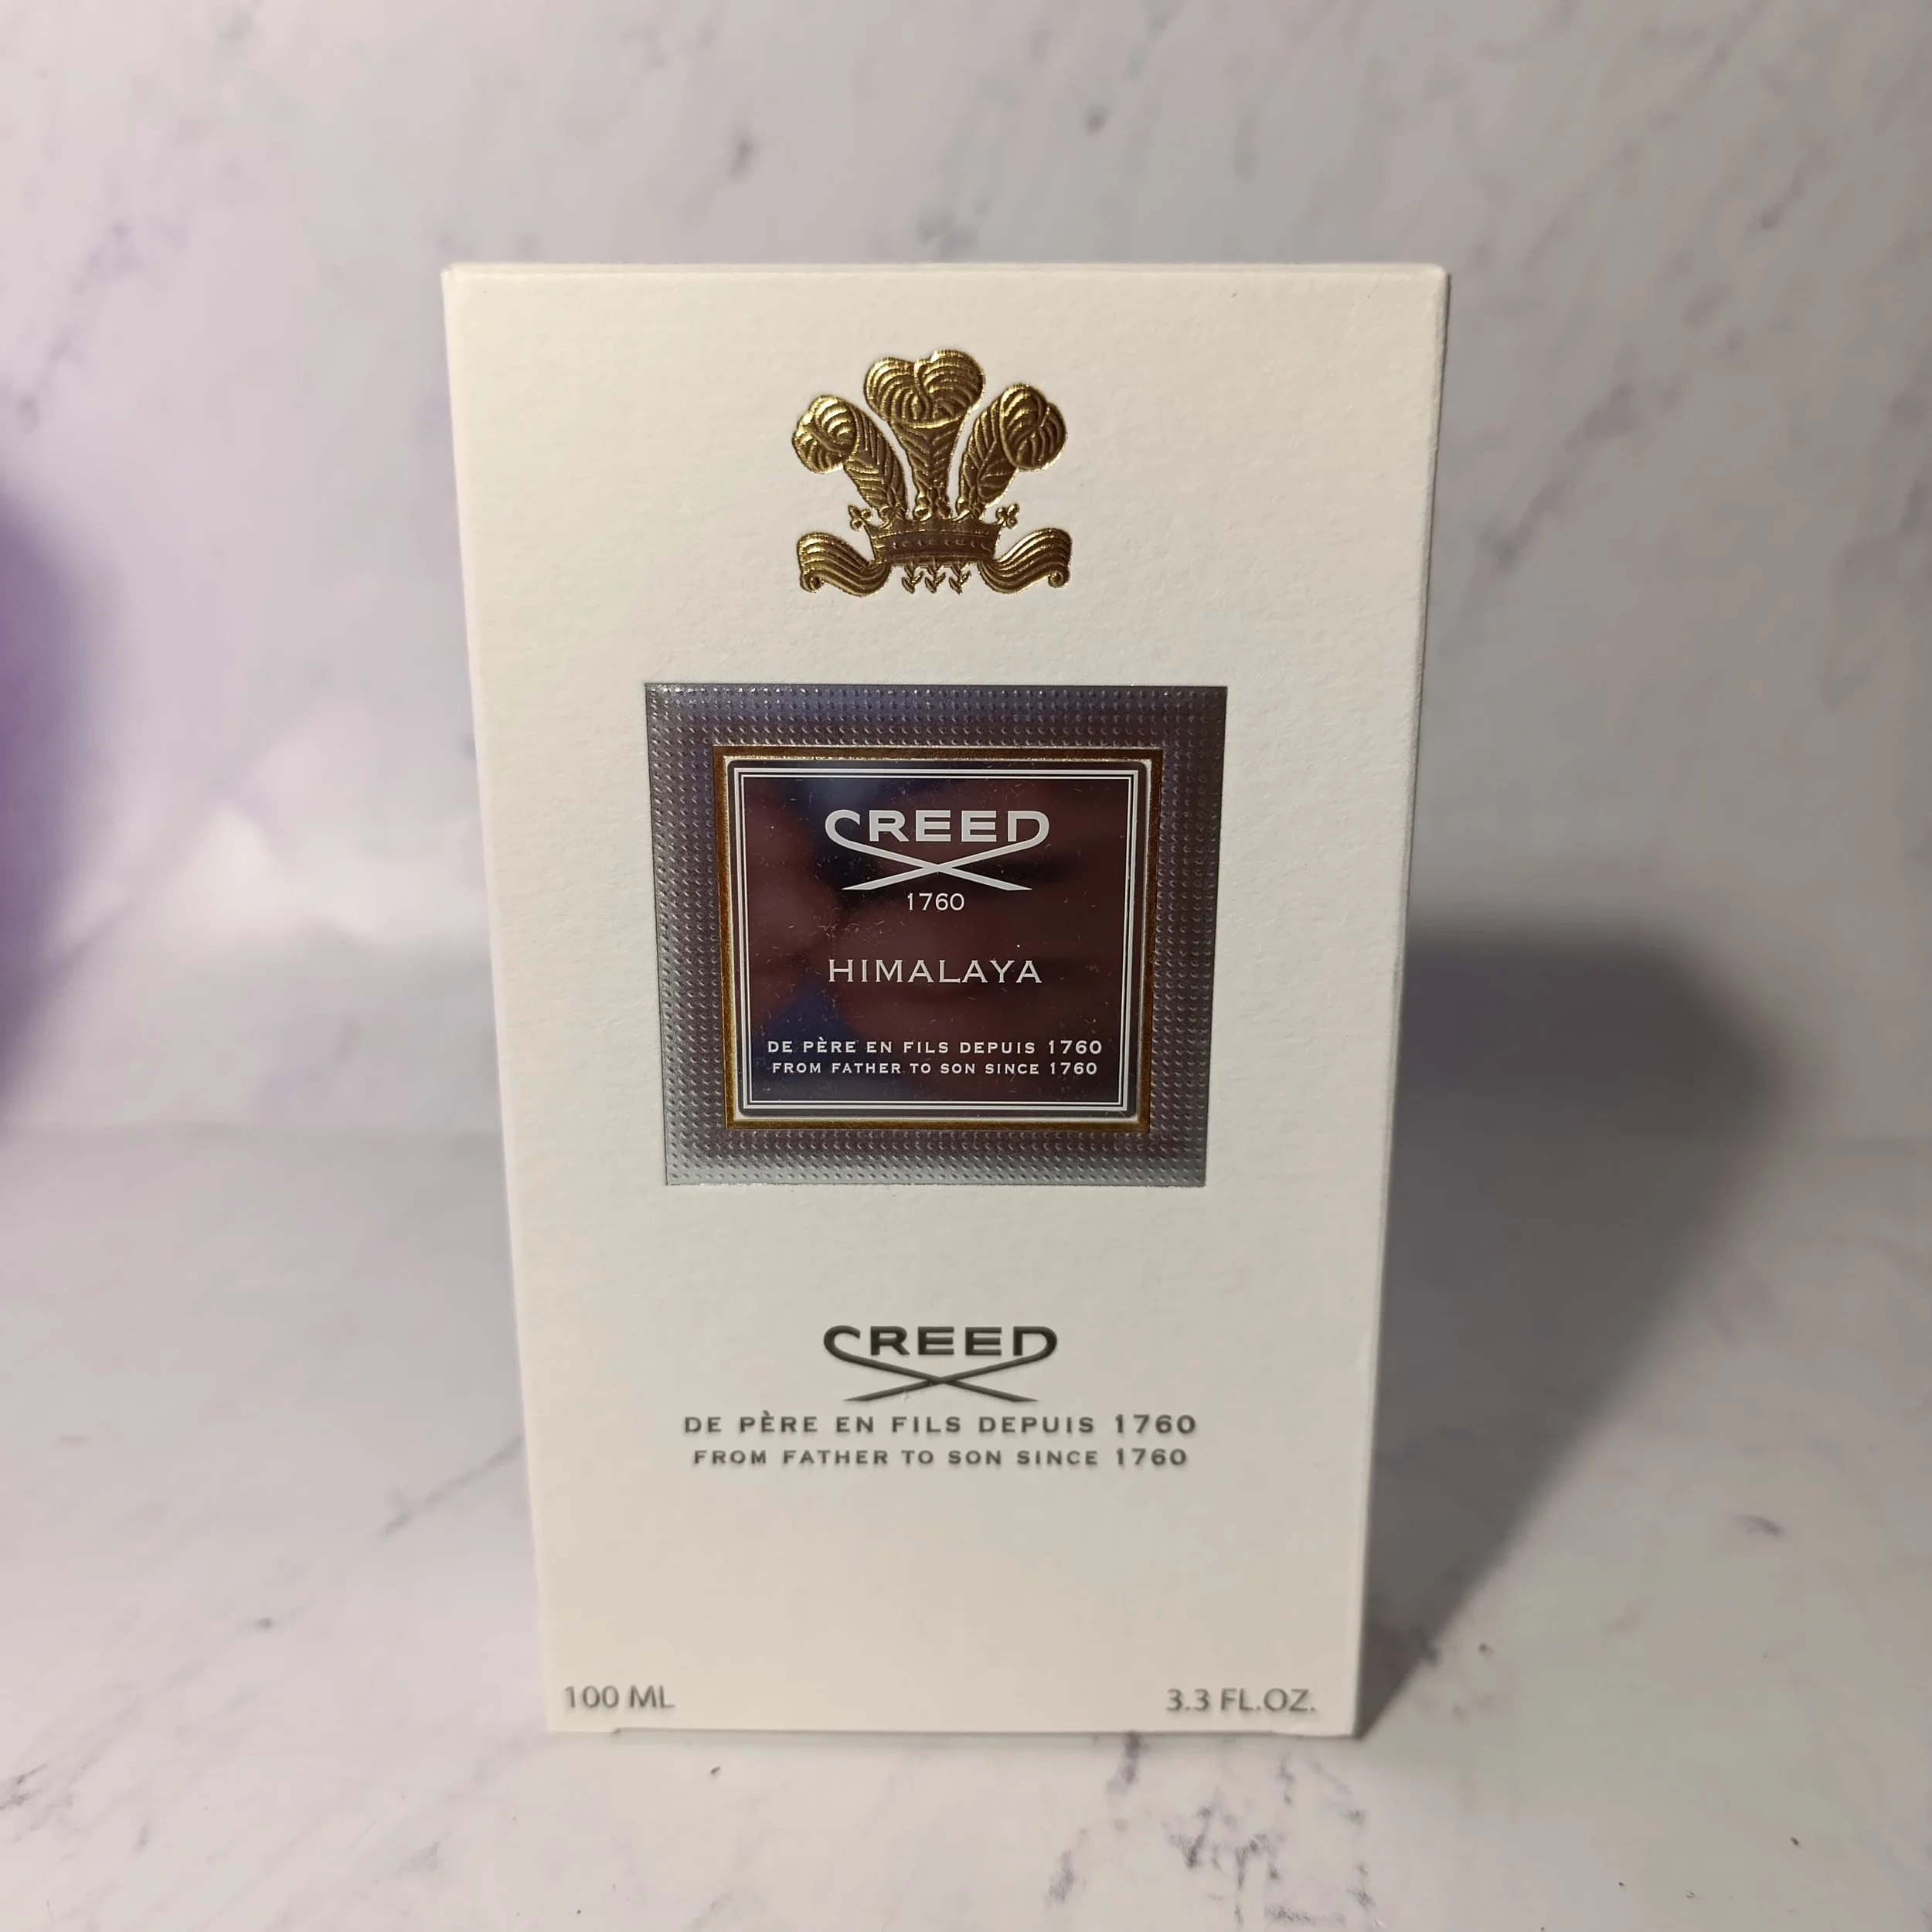 CREED
1760
HIMALAYA
DE PÈRE EN FILS DEPUIS 1760
FROM FATHER TO SON SINCE 1760
CREED
DE PÈRE EN FILS DEPUIS 1760
FROM FATHER TO SON SINCE 1760
100 ML 3.3 FL.OZ.